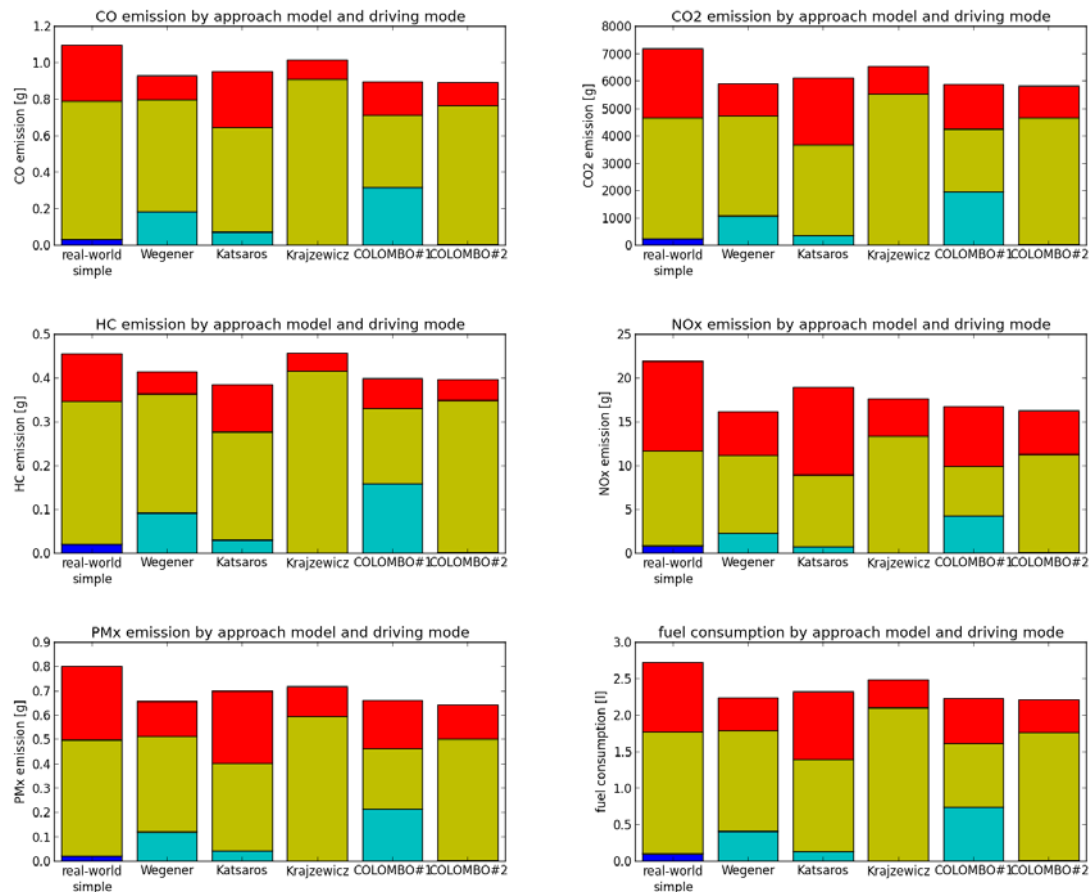 CO emission by approach model and driving mode
CO emission [g]
1.2
1.0
0.8
0.6
0.4
0.2
0.0
real-world simple
Wegener
Katsaros
Krajzewicz
COLOMBO#1
COLOMBO#2
CO2 emission by approach model and driving mode
CO2 emission [g]
8000
7000
6000
5000
4000
3000
2000
1000
0
real-world simple
Wegener
Katsaros
Krajzewicz
COLOMBO#1
COLOMBO#2
HC emission by approach model and driving mode
HC emission [g]
0.5
0.4
0.3
0.2
0.1
0.0
real-world simple
Wegener
Katsaros
Krajzewicz
COLOMBO#1
COLOMBO#2
NOx emission by approach model and driving mode
NOx emission [g]
25
20
15
10
5
0
real-world simple
Wegener
Katsaros
Krajzewicz
COLOMBO#1
COLOMBO#2
PMx emission by approach model and driving mode
PMx emission [g]
0.9
0.8
0.7
0.6
0.5
0.4
0.3
0.2
0.1
0.0
real-world simple
Wegener
Katsaros
Krajzewicz
COLOMBO#1
COLOMBO#2
fuel consumption by approach model and driving mode
fuel consumption [l]
3.0
2.5
2.0
1.5
1.0
0.5
0.0
real-world simple
Wegener
Katsaros
Krajzewicz
COLOMBO#1
COLOMBO#2